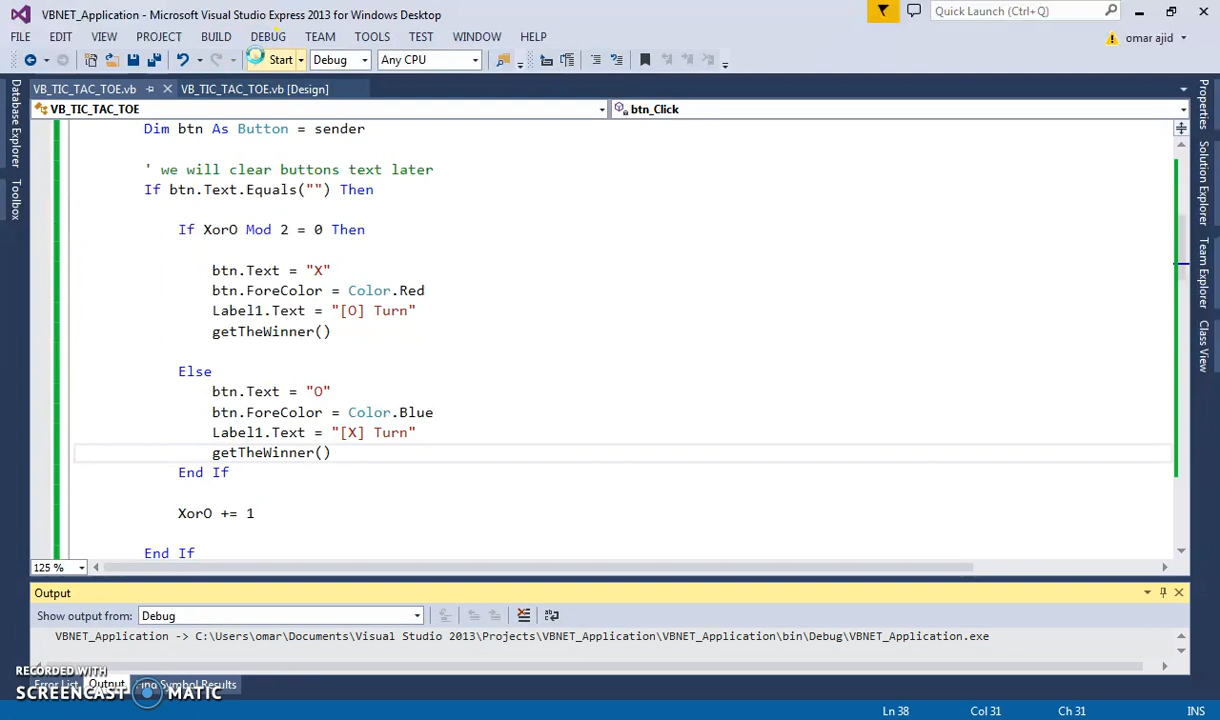 VBNET_Application - Microsoft Visual Studio Express 2013 for Windows Desktop
Quick Launch (Ctrl+Q)
FILE EDIT VIEW PROJECT BUILD DEBUG TEAM TOOLS TEST WINDOW HELP
omar ajid
Start Debug Any CPU
VB_TIC_TAC_TOE.vb VB_TIC_TAC_TOE.vb [Design]
VB_TIC_TAC_TOE btn_Click
Database Explorer
Toolbox
Properties
Solution Explorer
Team Explorer
Class View
Dim btn As Button = sender
' we will clear buttons text later
If btn.Text.Equals("") Then
If XorO Mod 2 = 0 Then
btn.Text = "X"
btn.ForeColor = Color.Red
Label1.Text = "[O] Turn"
getTheWinner()
Else
btn.Text = "O"
btn.ForeColor = Color.Blue
Label1.Text = "[X] Turn"
getTheWinner()
End If
XorO += 1
End If
125 %
Output
Show output from: Debug
VBNET_Application -> C:\Users\omar\Documents\Visual Studio 2013\Projects\VBNET_Application\VBNET_Application\bin\Debug\VBNET_Application.exe
RECORDED WITH
Error List Output Find Symbol Results
SCREENCAST MATIC
Ln 38 Col 31 Ch 31 INS